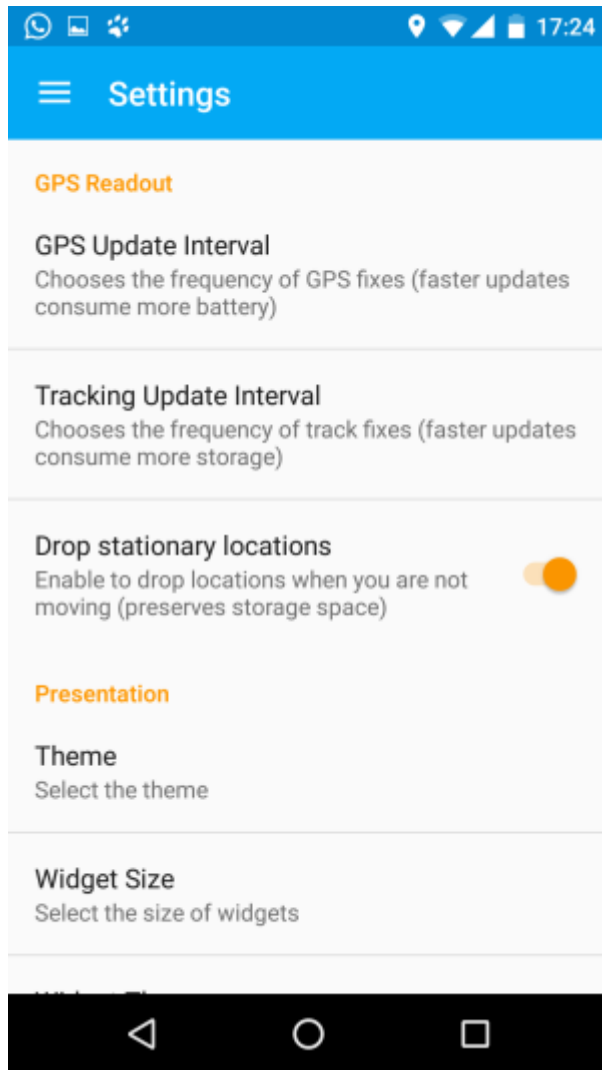 17:24
Settings
GPS Readout
GPS Update Interval
Chooses the frequency of GPS fixes (faster updates
consume more battery)
Tracking Update Interval
Chooses the frequency of track fixes (faster updates
consume more storage)
Drop stationary locations
Enable to drop locations when you are not
moving (preserves storage space)
Presentation
Theme
Select the theme
Widget Size
Select the size of widgets